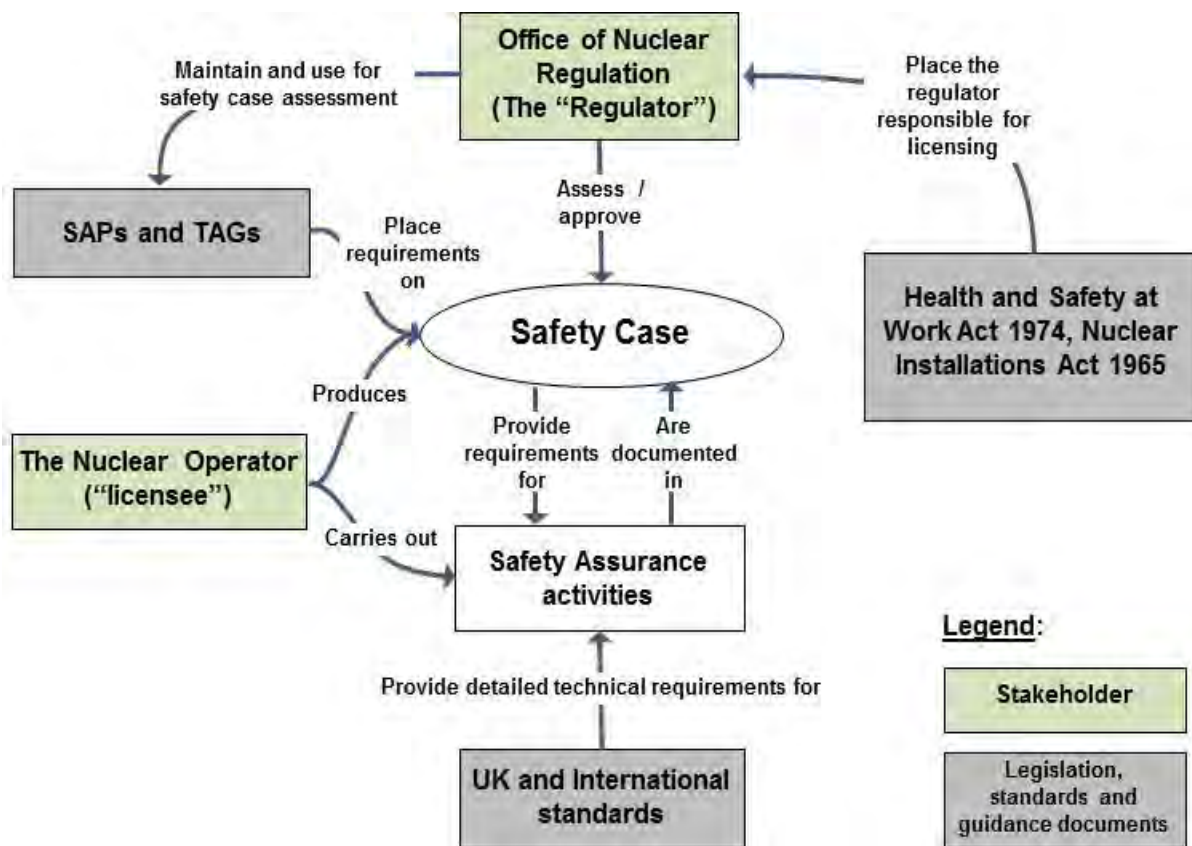 Office of Nuclear
Regulation
(The "Regulator")
Maintain and use for
safety case assessment
Place the
regulator
responsible for
licensing
SAPs and TAGs
Assess /
approve
Place
requirements
on
Health and Safety at
Work Act 1974, Nuclear
Installations Act 1965
Safety Case
Produces
Provide
requirements
for
Are
documented
in
The Nuclear Operator
("licensee")
Carries out
Safety Assurance
activities
Provide detailed technical requirements for
UK and International
standards
Legend:
Stakeholder
Legislation,
standards and
guidance documents